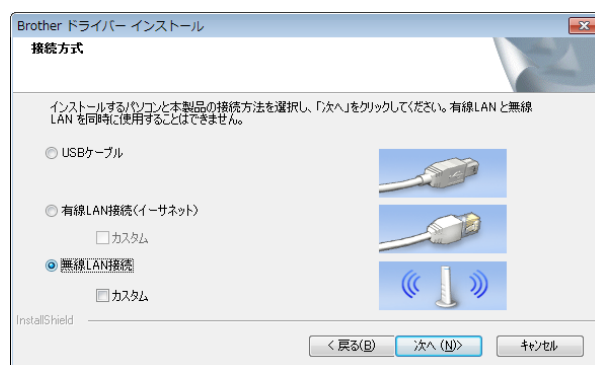 Brother ドライバー インストール
接続方式
インストールするパソコンと本製品の接続方法を選択し、「次へ」をクリックしてください。有線LAN と無線
LAN を同時に使用することはできません。
USBケーブル
有線LAN接続(イーサネット)
カスタム
無線LAN接続
カスタム
InstallShield
< 戻る(B)
次へ (N)>
キャンセル